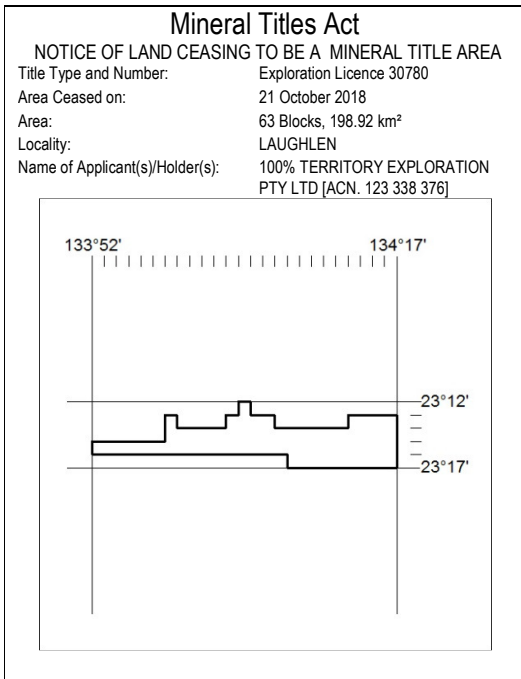 Mineral Titles Act
NOTICE OF LAND CEASING TO BE A MINERAL TITLE AREA
Title Type and Number: Exploration Licence 30780
Area Ceased on: 21 October 2018
Area: 63 Blocks, 198.92 km²
Locality: LAUGHLEN
Name of Applicant(s)/Holder(s): 100% TERRITORY EXPLORATION
PTY LTD [ACN. 123 338 376]
133°52' 134°17'
23°12'
23°17'